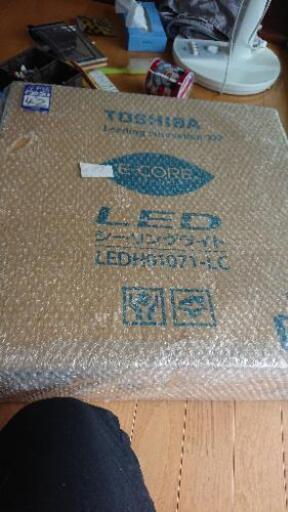 TOSHIBA
Leading Innovation >>>
E-CORE
LED
シーリングライト
LEDH81071-LC